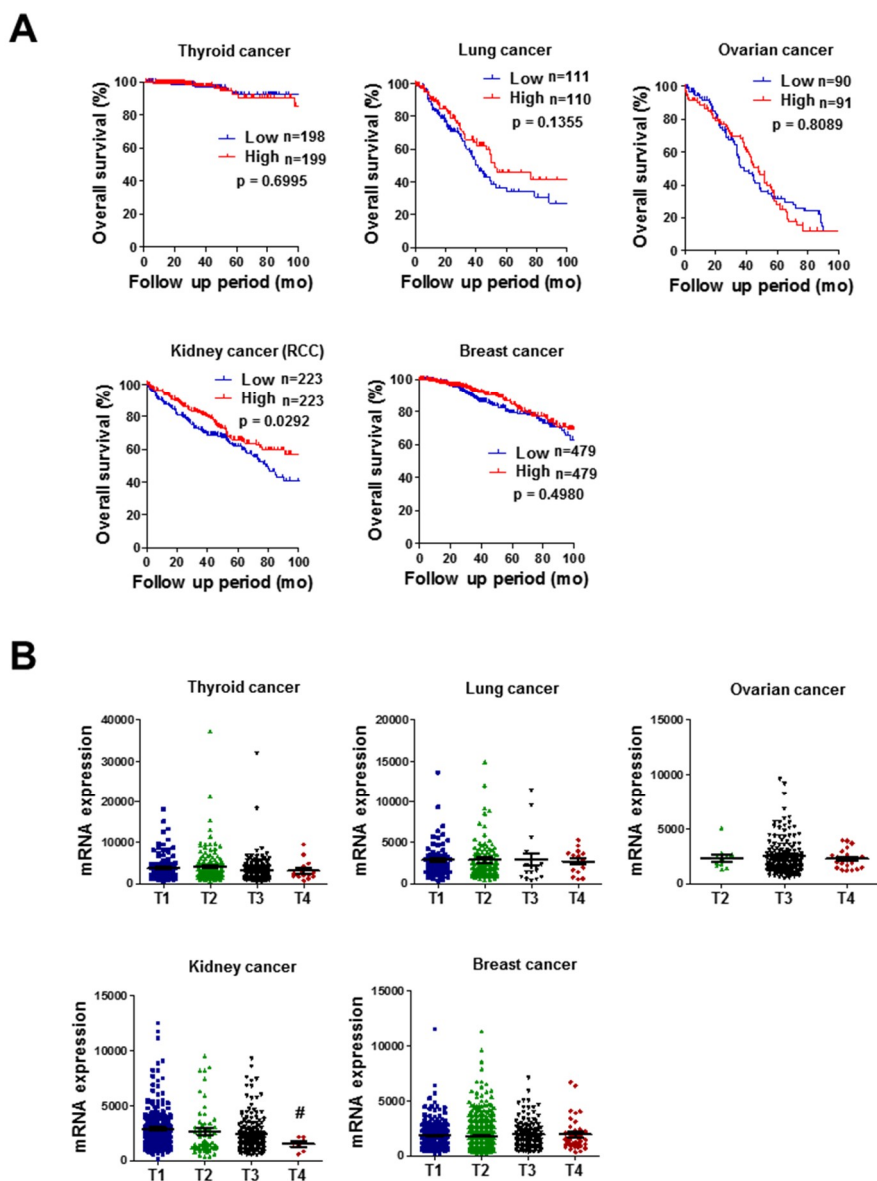 A
Thyroid cancer
Overall survival (%)
100
80
60
40
20
0
Low n=198
High n=199
p = 0.6995
0 20 40 60 80 100
Follow up period (mo)
Lung cancer
Overall survival (%)
100
80
60
40
20
0
Low n=111
High n=110
p = 0.1355
0 20 40 60 80 100
Follow up period (mo)
Ovarian cancer
Overall survival (%)
100
80
60
40
20
0
Low n=90
High n=91
p = 0.8089
0 20 40 60 80 100
Follow up period (mo)
Kidney cancer (RCC)
Overall survival (%)
100
80
60
40
20
0
Low n=223
High n=223
p = 0.0292
0 20 40 60 80 100
Follow up period (mo)
Breast cancer
Overall survival (%)
100
80
60
40
20
0
Low n=479
High n=479
p = 0.4980
0 20 40 60 80 100
Follow up period (mo)
B
Thyroid cancer
mRNA expression
40000
30000
20000
10000
0
T1 T2 T3 T4
Lung cancer
mRNA expression
20000
15000
10000
5000
0
T1 T2 T3 T4
Ovarian cancer
mRNA expression
15000
10000
5000
0
T2 T3 T4
Kidney cancer
mRNA expression
15000
10000
5000
0
#
T1 T2 T3 T4
Breast cancer
mRNA expression
15000
10000
5000
0
T1 T2 T3 T4